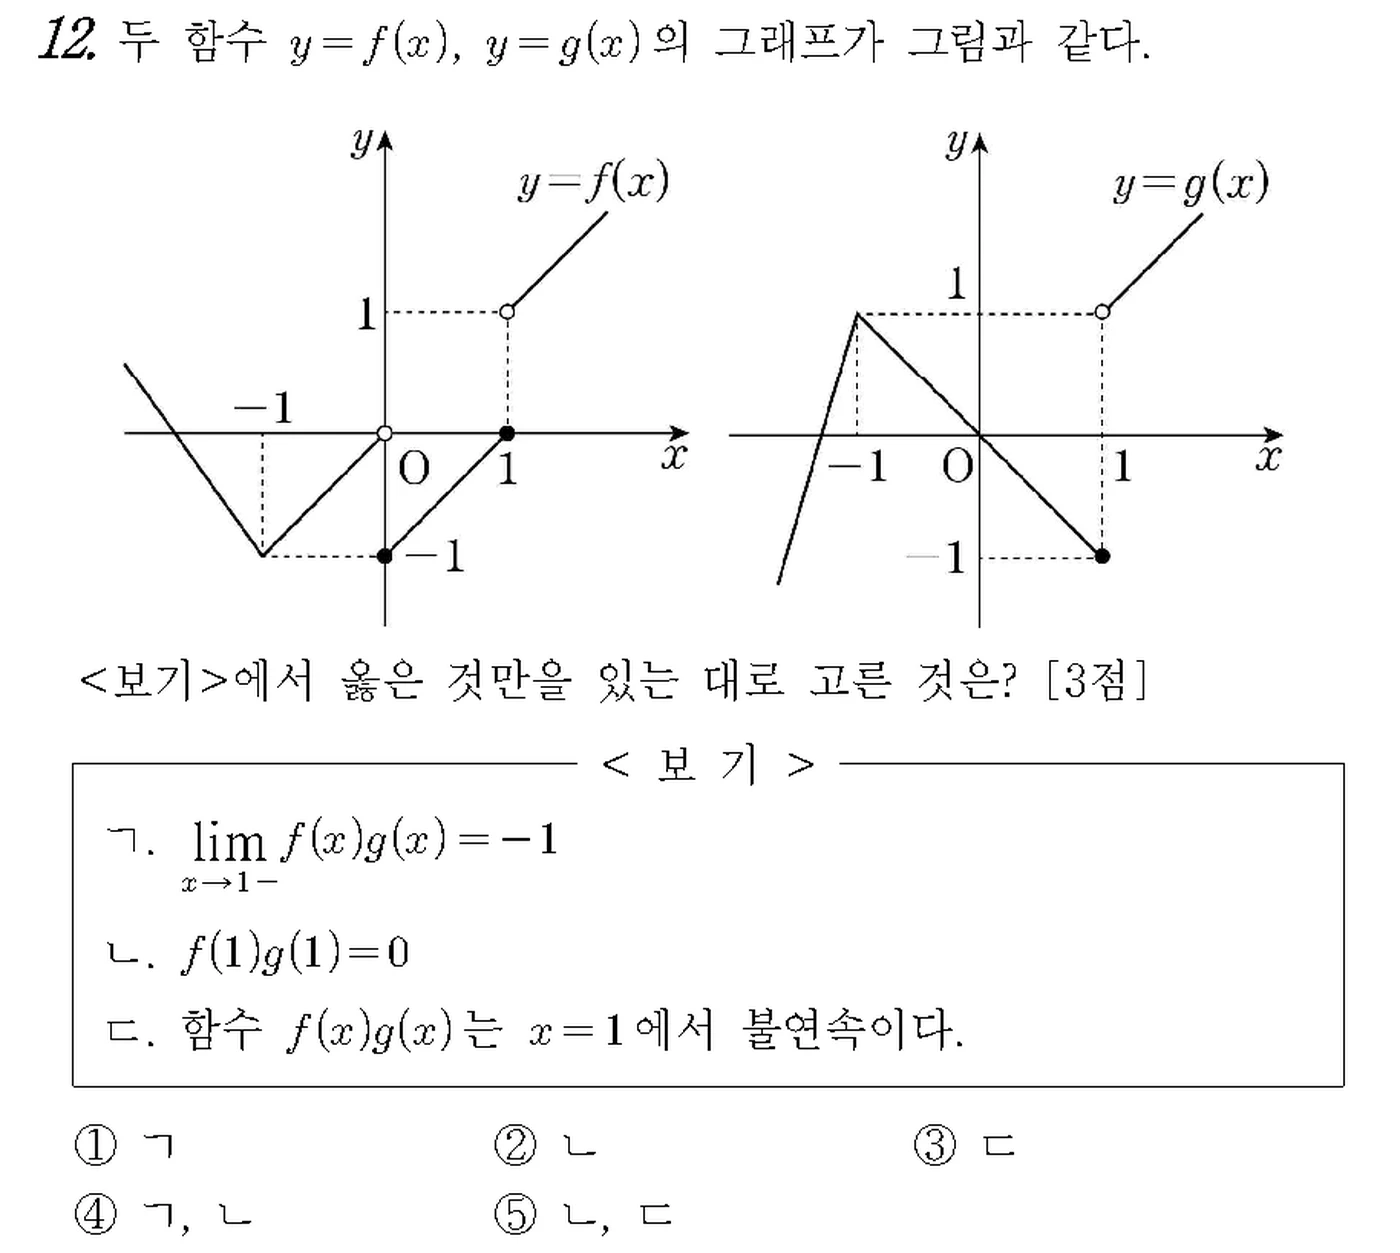 12. 두 함수 y=f(x), y=g(x)의 그래프가 그림과 같다.
y
y=f(x)
1
-1
O
1
x
-1
y
y=g(x)
1
-1
O
1
x
-1
<보기>에서 옳은 것만을 있는 대로 고른 것은? [3점]
< 보 기 >
ㄱ. lim f(x)g(x)=-1
x→1-
ㄴ. f(1)g(1)=0
ㄷ. 함수 f(x)g(x)는 x=1에서 불연속이다.
① ㄱ ② ㄴ ③ ㄷ
④ ㄱ, ㄴ ⑤ ㄴ, ㄷ